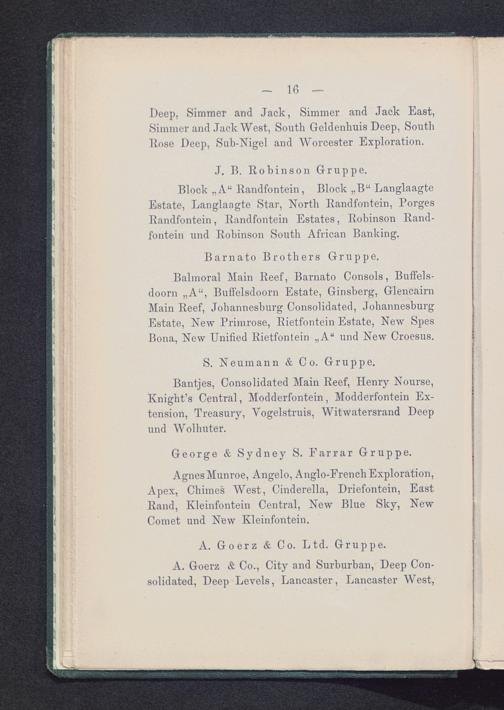 — 16 —
Deep, Simmer and Jack, Simmer and Jack East,
Simmer and Jack West, South Geldenhuis Deep, South
Rose Deep, Sub-Nigel and Worcester Exploration.
J. B. Robinson Gruppe.
Block „A“ Randfontein, Block „B“ Langlaagte
Estate, Langlaagte Star, North Randfontein, Porges
Randfontein, Randfontein Estates, Robinson Rand-
fontein und Robinson South African Banking.
Barnato Brothers Gruppe.
Balmoral Main Reef, Barnato Consols, Buffels-
doorn „A“, Buffelsdoorn Estate, Ginsberg, Glencairn
Main Reef, Johannesburg Consolidated, Johannesburg
Estate, New Primrose, Rietfontein Estate, New Spes
Bona, New Unified Rietfontein „A“ und New Croesus.
S. Neumann & Co. Gruppe.
Bantjes, Consolidated Main Reef, Henry Nourse,
Knight's Central, Modderfontein, Modderfontein Ex-
tension, Treasury, Vogelstruis, Witwatersrand Deep
und Wolhuter.
George & Sydney S. Farrar Gruppe.
Agnes Munroe, Angelo, Anglo-French Exploration,
Apex, Chimes West, Cinderella, Driefontein, East
Rand, Kleinfontein Central, New Blue Sky, New
Comet und New Kleinfontein.
A. Goerz & Co. Ltd. Gruppe.
A. Goerz & Co., City and Surburban, Deep Con-
solidated, Deep Levels, Lancaster, Lancaster West,